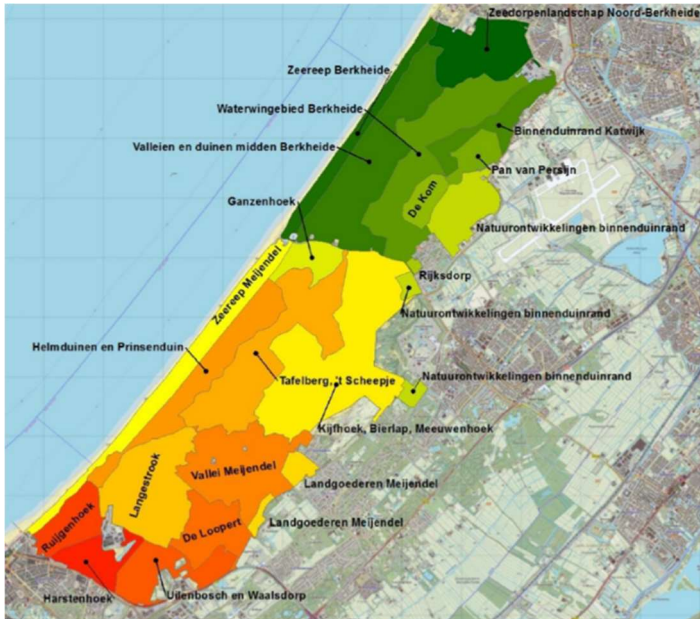 Zeedorpenlandschap Noord-Berkheide
Zeereep Berkheide
Waterwingebied Berkheide
Binnenduinrand Katwijk
Valleien en duinen midden Berkheide
Pan van Persijn
De Kom
Ganzenhoek
Natuurontwikkelingen binnenduinrand
Zeereep Meijendel
Rijksdorp
Natuurontwikkelingen binnenduinrand
Helmduinen en Prinsenduin
Tafelberg, 't Scheepje
Natuurontwikkelingen binnenduinrand
Kijfhoek, Bierlap, Meeuwenhoek
Langestrook
Vallei Meijendel
Landgoederen Meijendel
Ruijgenhoek
De Loopert
Landgoederen Meijendel
Harstenhoek
Uilenbosch en Waalsdorp